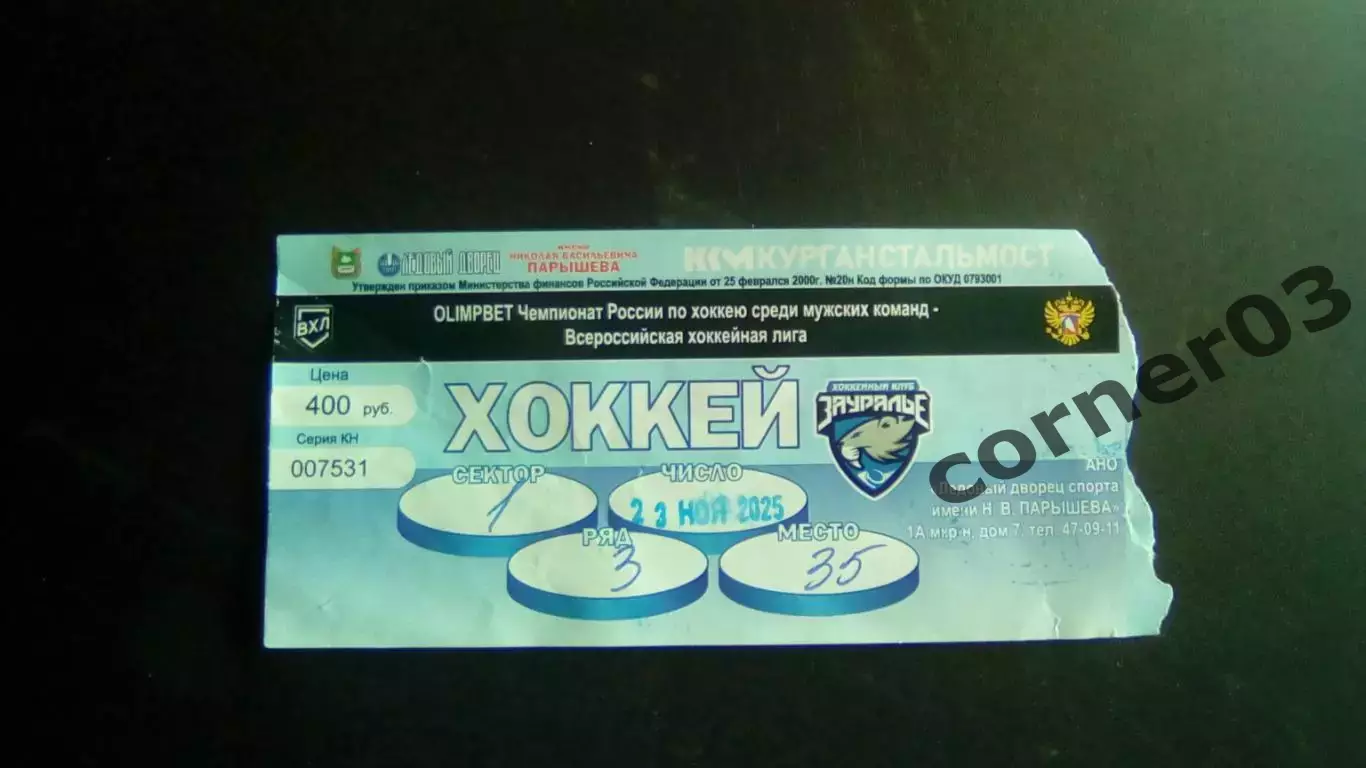 ЛЕДОВЫЙ ДВОРЕЦ
ИМЕНИ
НИКОЛАЯ ВАСИЛЬЕВИЧА
ПАРЫШЕВА
КСМ КУРГАНСТАЛЬМОСТ
Утвержден приказом Министерства финансов Российской Федерации от 25 февраля 2000г. №20н Код формы по ОКУД 0793001
ВХЛ
OLIMPBET Чемпионат России по хоккею среди мужских команд -
Всероссийская хоккейная лига
Цена
400 руб.
Серия КН
007531
ХОККЕЙ
ХОККЕЙНЫЙ КЛУБ
ЗАУРАЛЬЕ
СЕКТОР
1
ЧИСЛО
23 НОЯ 2025
РЯД
3
МЕСТО
35
АНО
«Ледовый дворец спорта
имени Н. В. ПАРЫШЕВА»
1А мкр-н, дом 7, тел. 47-09-11
corner03